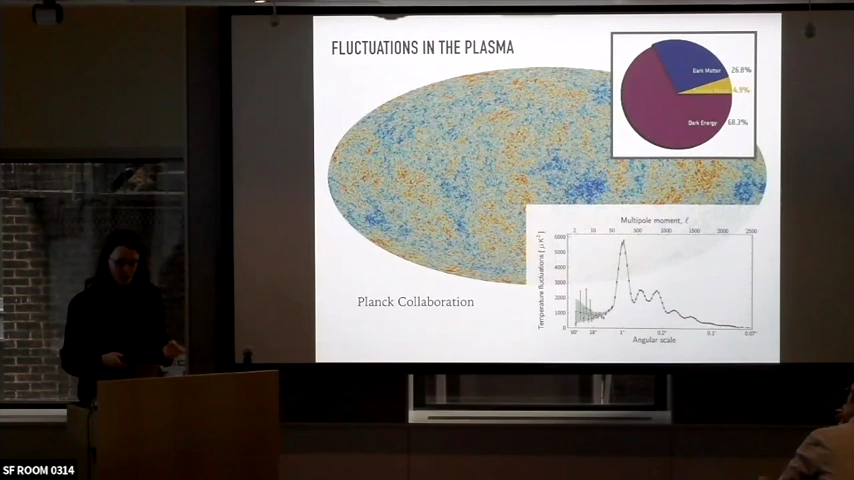 FLUCTUATIONS IN THE PLASMA
Dark Matter
26.8%
4.9%
Dark Energy
68.3%
Multipole moment, ℓ
2 10 50 500 1000 1500 2000 2500
Temperature fluctuations [μK²]
6000
5000
4000
3000
2000
1000
0
90° 18° 1° 0.2° 0.1° 0.07°
Angular scale
Planck Collaboration
SF ROOM 0314